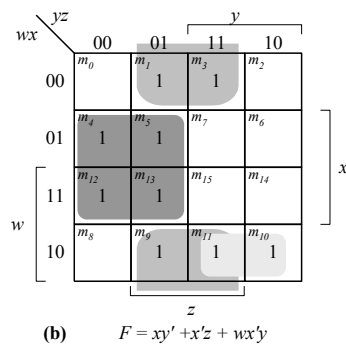 yz
y
wx
00 01 11 10
m0 m1 m3 m2
00 1 1
m4 m5 m7 m6
01 1 1
x
m12 m13 m15 m14
11 1 1
w
m8 m9 m11 m10
10 1 1 1
z
(b) F = xy′ +x′z + wx′y